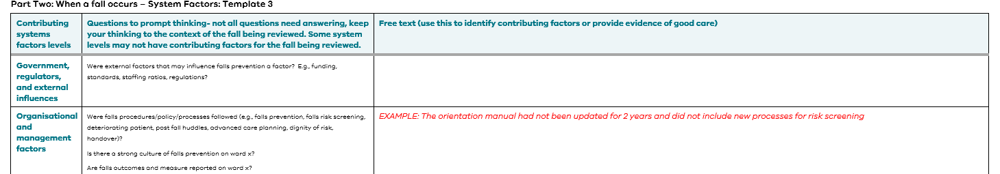 Part Two: When a fall occurs – System Factors: Template 3
Contributing systems factors levels
Questions to prompt thinking- not all questions need answering, keep your thinking to the context of the fall being reviewed. Some system levels may not have contributing factors for the fall being reviewed.
Free text (use this to identify contributing factors or provide evidence of good care)
Government, regulators, and external influences
Were external factors that may influence falls prevention a factor? E.g., funding, standards, staffing ratios, regulations?
Organisational and management factors
Were falls procedures/policy/processes followed (e.g., falls prevention, falls risk screening, deteriorating patient, post fall huddles, advanced care planning, dignity of risk, handover)?
Is there a strong culture of falls prevention on ward x?
Are falls outcomes and measure reported on ward x?
EXAMPLE: The orientation manual had not been updated for 2 years and did not include new processes for risk screening